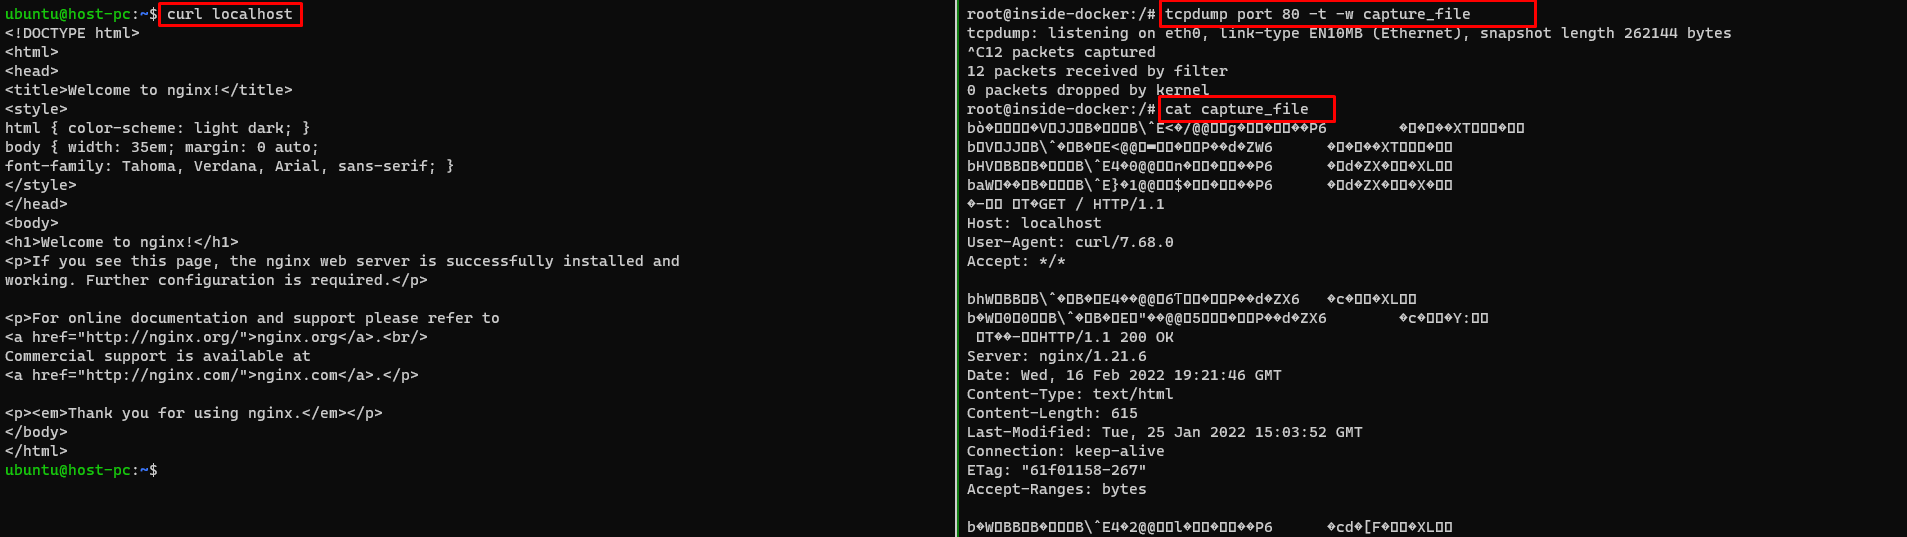 ubuntu@host-pc:~$ curl localhost
<!DOCTYPE html>
<html>
<head>
<title>Welcome to nginx!</title>
<style>
html { color-scheme: light dark; }
body { width: 35em; margin: 0 auto;
font-family: Tahoma, Verdana, Arial, sans-serif; }
</style>
</head>
<body>
<h1>Welcome to nginx!</h1>
<p>If you see this page, the nginx web server is successfully installed and
working. Further configuration is required.</p>
<p>For online documentation and support please refer to
<a href="http://nginx.org/">nginx.org</a>.<br/>
Commercial support is available at
<a href="http://nginx.com/">nginx.com</a>.</p>
<p><em>Thank you for using nginx.</em></p>
</body>
</html>
ubuntu@host-pc:~$
root@inside-docker:/# tcpdump port 80 -t -w capture_file
tcpdump: listening on eth0, link-type EN10MB (Ethernet), snapshot length 262144 bytes
^C12 packets captured
12 packets received by filter
0 packets dropped by kernel
root@inside-docker:/# cat capture_file
GET / HTTP/1.1
Host: localhost
User-Agent: curl/7.68.0
Accept: */*
HTTP/1.1 200 OK
Server: nginx/1.21.6
Date: Wed, 16 Feb 2022 19:21:46 GMT
Content-Type: text/html
Content-Length: 615
Last-Modified: Tue, 25 Jan 2022 15:03:52 GMT
Connection: keep-alive
ETag: "61f01158-267"
Accept-Ranges: bytes